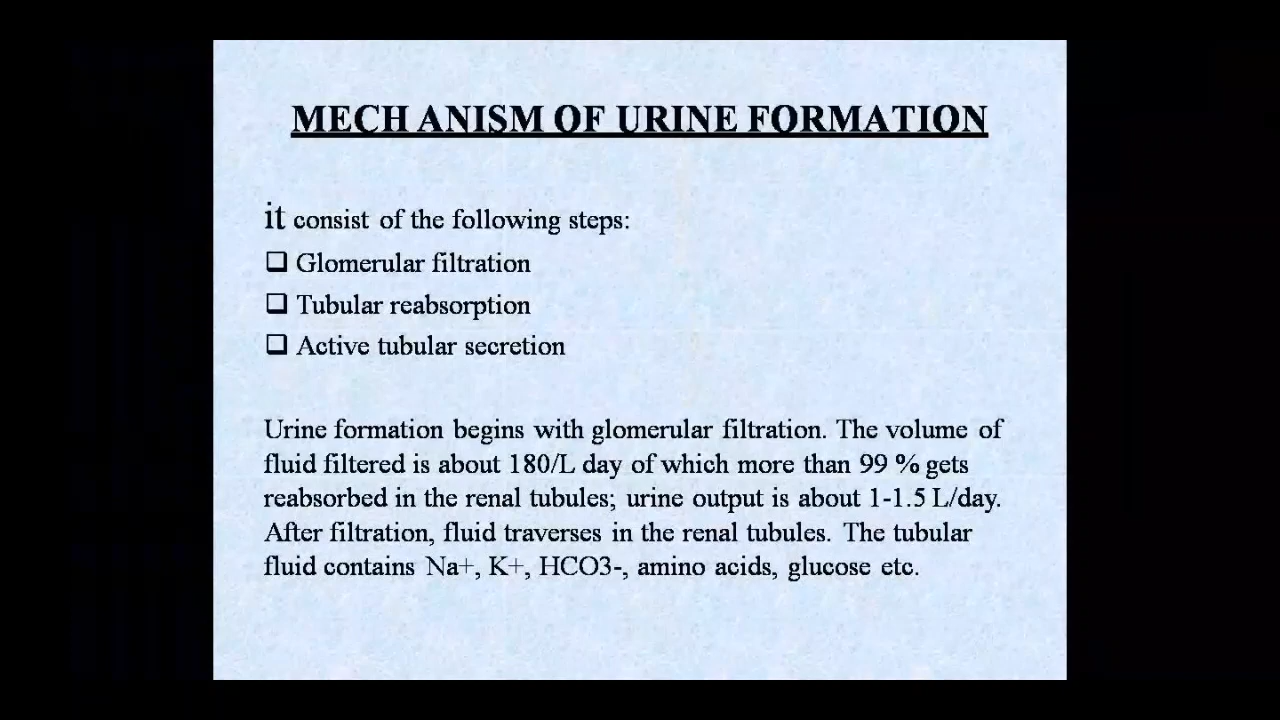 MECHANISM OF URINE FORMATION
it consist of the following steps:
❑ Glomerular filtration
❑ Tubular reabsorption
❑ Active tubular secretion
Urine formation begins with glomerular filtration. The volume of
fluid filtered is about 180/L day of which more than 99 % gets
reabsorbed in the renal tubules; urine output is about 1-1.5 L/day.
After filtration, fluid traverses in the renal tubules. The tubular
fluid contains Na+, K+, HCO3-, amino acids, glucose etc.